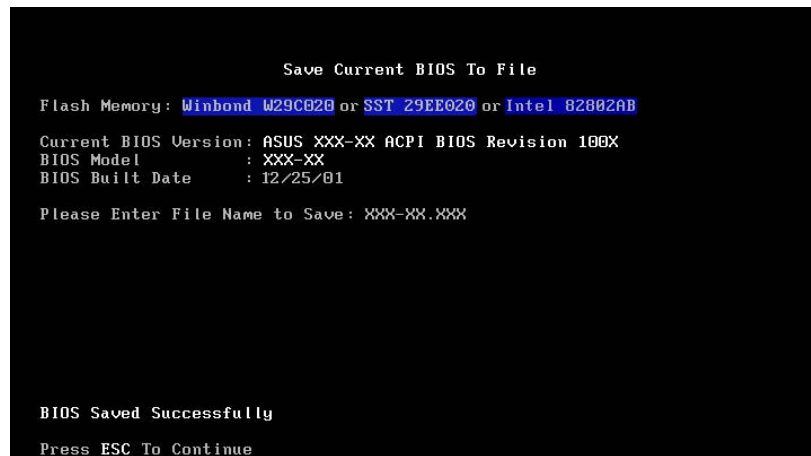 Save Current BIOS To File
Flash Memory: Winbond W29C020 or SST 29EE020 or Intel 82802AB
Current BIOS Version: ASUS XXX-XX ACPI BIOS Revision 100X
BIOS Model : XXX-XX
BIOS Built Date : 12/25/01
Please Enter File Name to Save: XXX-XX.XXX
BIOS Saved Successfully
Press ESC To Continue